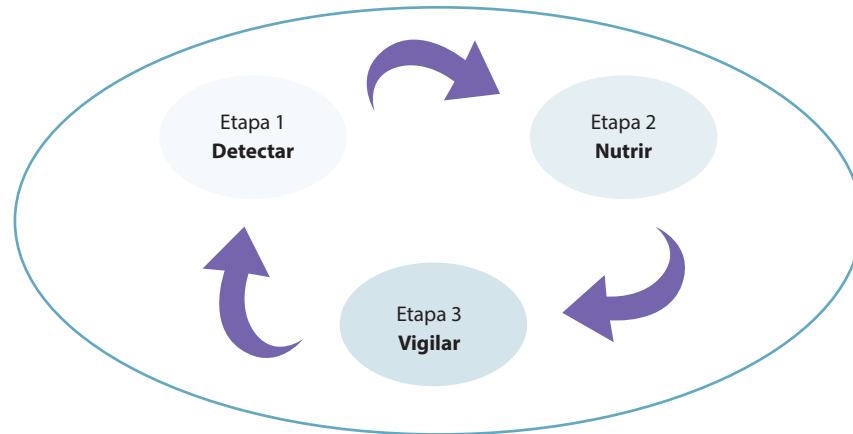 Etapa 1
Detectar
Etapa 2
Nutrir
Etapa 3
Vigilar